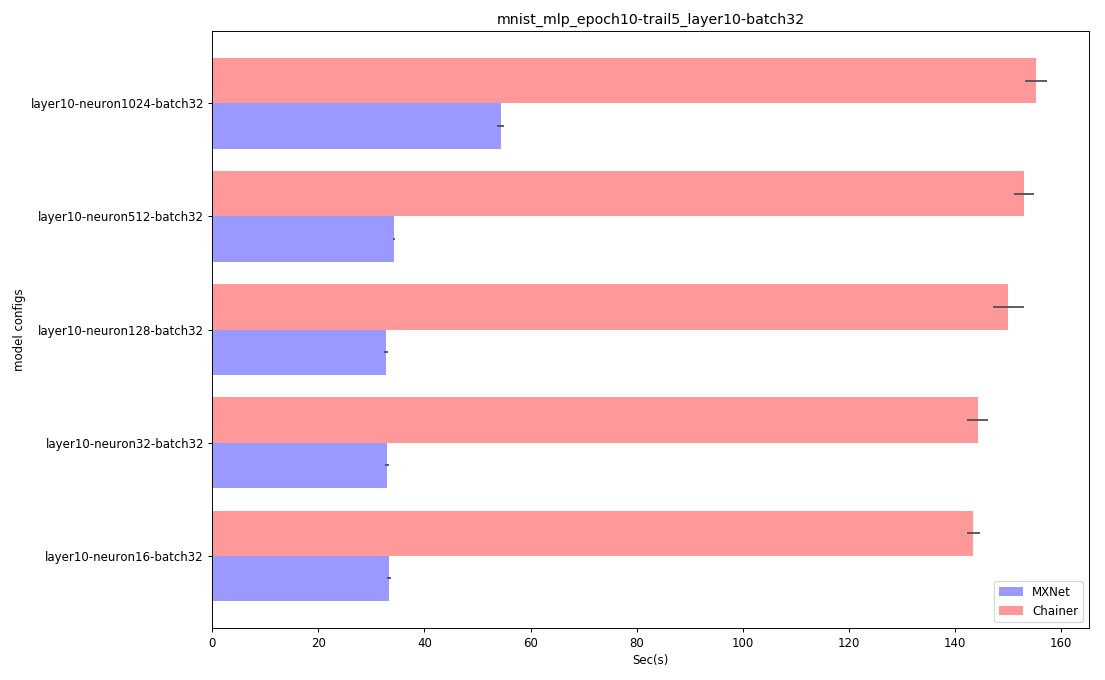 mnist_mlp_epoch10-trail5_layer10-batch32
layer10-neuron1024-batch32
layer10-neuron512-batch32
layer10-neuron128-batch32
layer10-neuron32-batch32
layer10-neuron16-batch32
model configs
MXNet
Chainer
0 20 40 60 80 100 120 140 160
Sec(s)